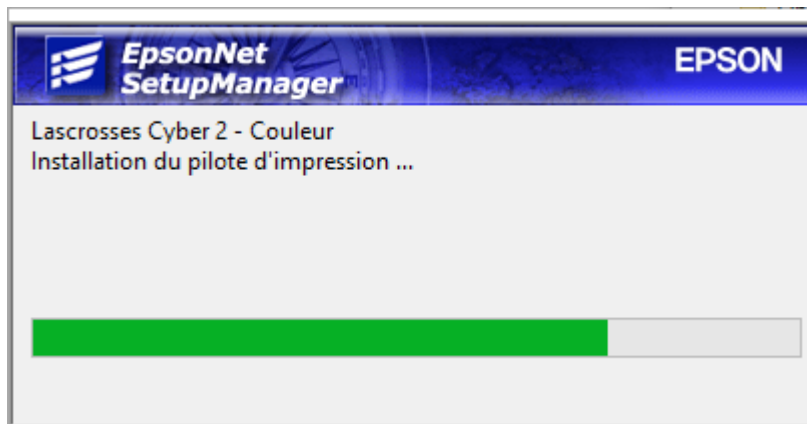 EpsonNet
SetupManager
EPSON
Lascrosses Cyber 2 - Couleur
Installation du pilote d'impression ...